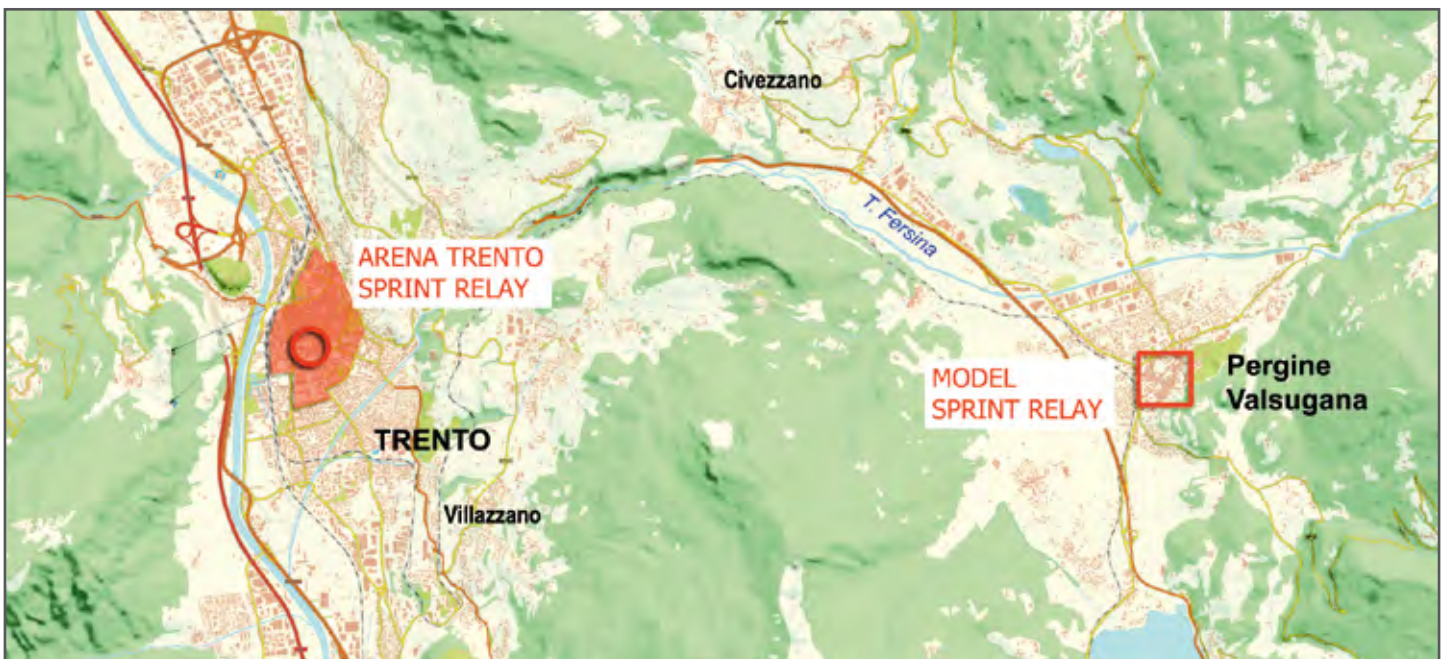 Civezzano
T. Fersina
ARENA TRENTO
SPRINT RELAY
MODEL
SPRINT RELAY
Pergine
Valsugana
TRENTO
Villazzano